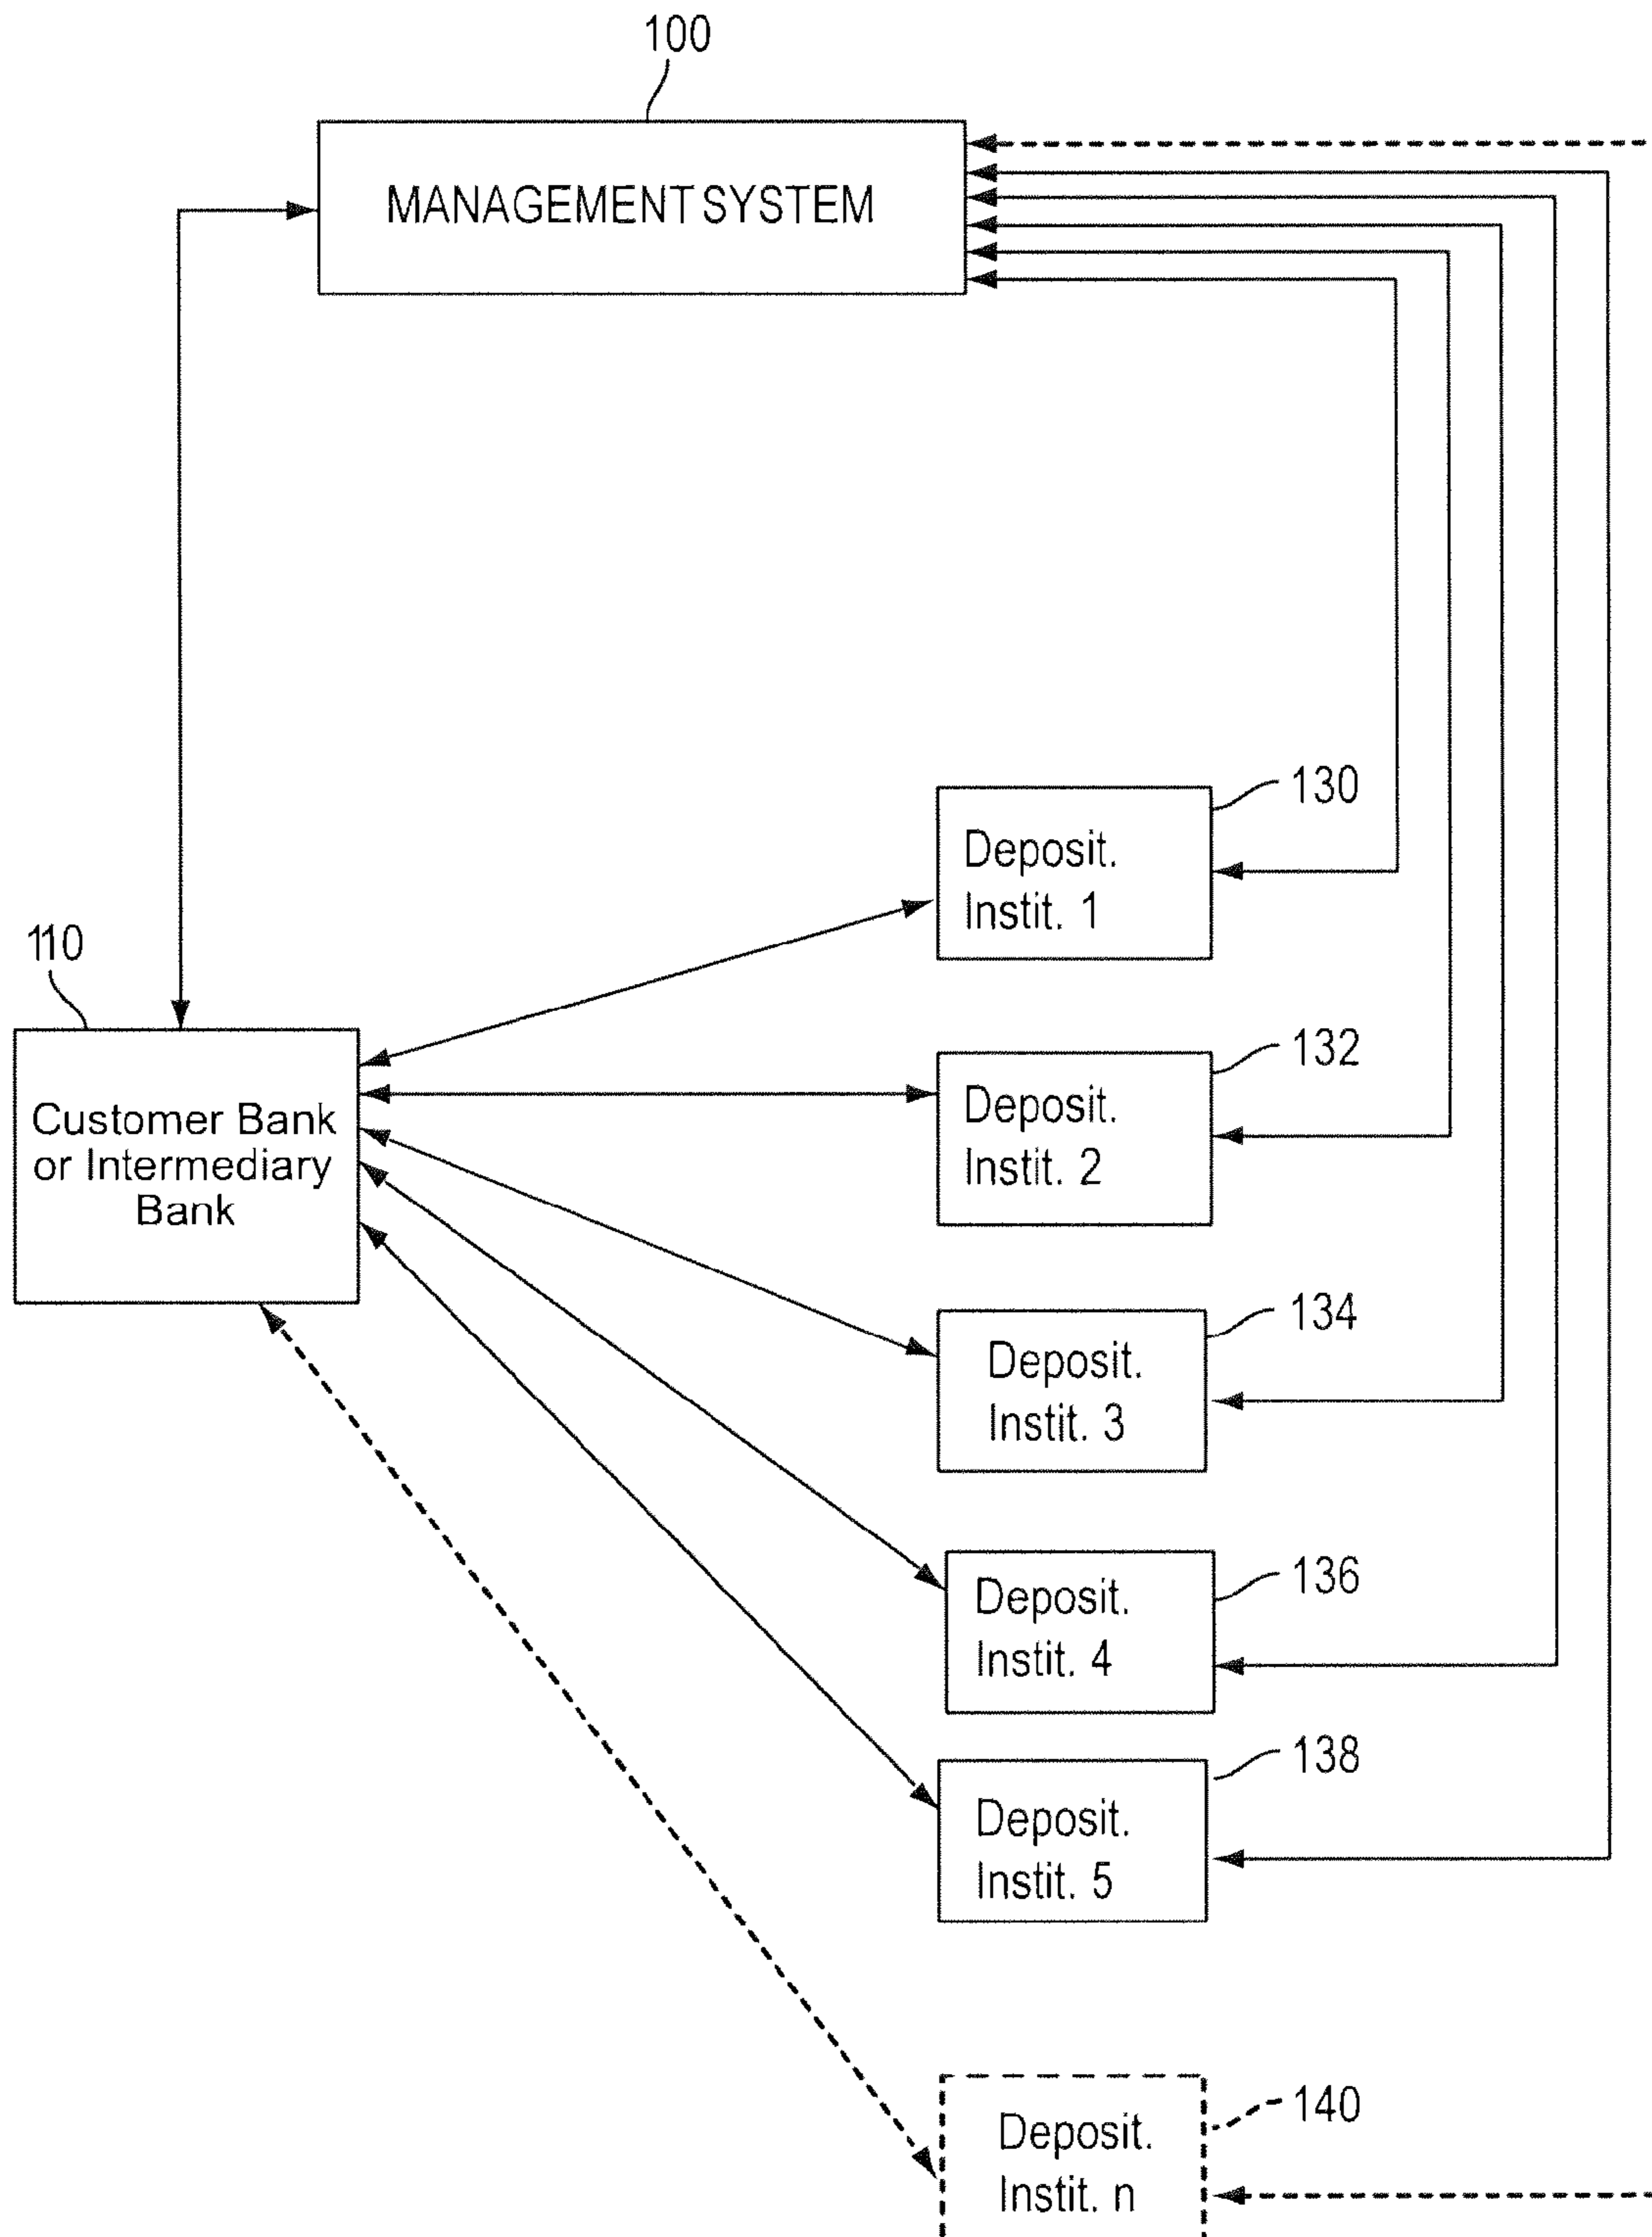 100
MANAGEMENT SYSTEM
130
Deposit.
Instit. 1
110
Customer Bank
or Intermediary
Bank
132
Deposit.
Instit. 2
134
Deposit.
Instit. 3
136
Deposit.
Instit. 4
138
Deposit.
Instit. 5
140
Deposit.
Instit. n